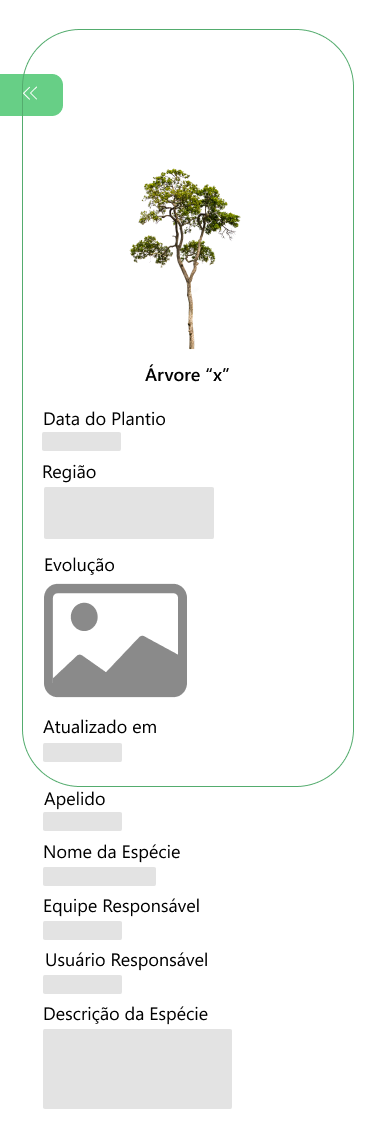 Árvore “x”
Data do Plantio
Região
Evolução
Atualizado em
Apelido
Nome da Espécie
Equipe Responsável
Usuário Responsável
Descrição da Espécie